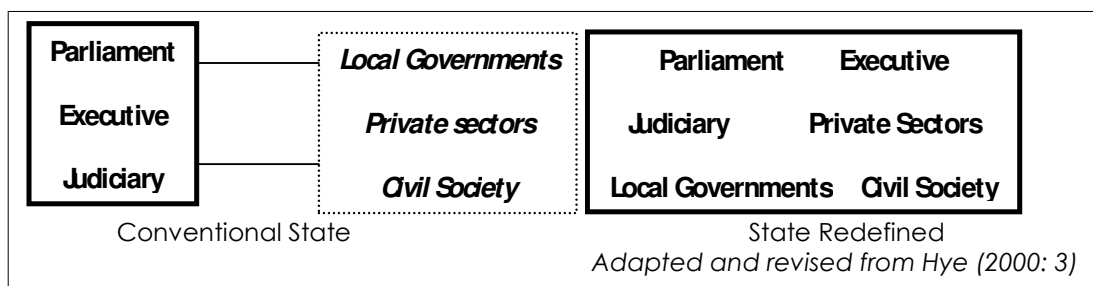 Parliament
Executive
Judiciary
Local Governments
Private sectors
Civil Society
Parliament Executive
Judiciary Private Sectors
Local Governments Civil Society
Conventional State
State Redefined
Adapted and revised from Hye (2000: 3)